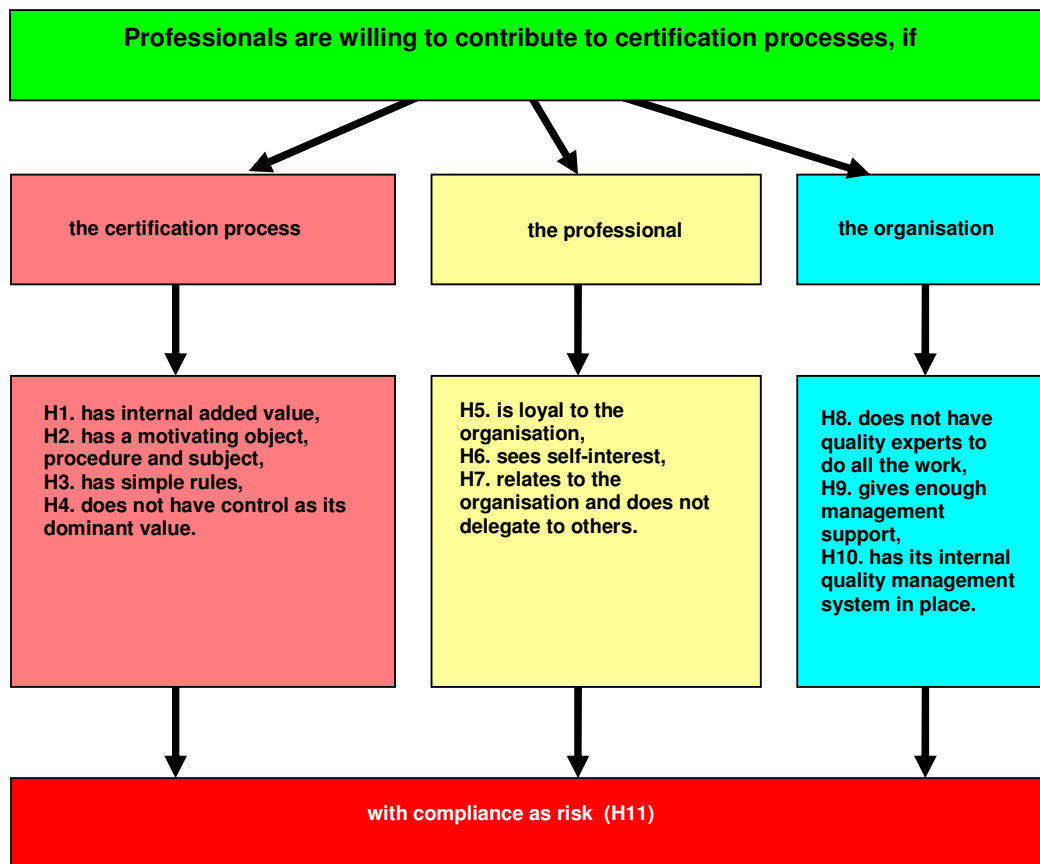 Professionals are willing to contribute to certification processes, if
the certification process
the professional
the organisation
H1. has internal added value,
H2. has a motivating object,
procedure and subject,
H3. has simple rules,
H4. does not have control as its
dominant value.
H5. is loyal to the
organisation,
H6. sees self-interest,
H7. relates to the
organisation and does not
delegate to others.
H8. does not have
quality experts to
do all the work,
H9. gives enough
management
support,
H10. has its internal
quality management
system in place.
with compliance as risk (H11)